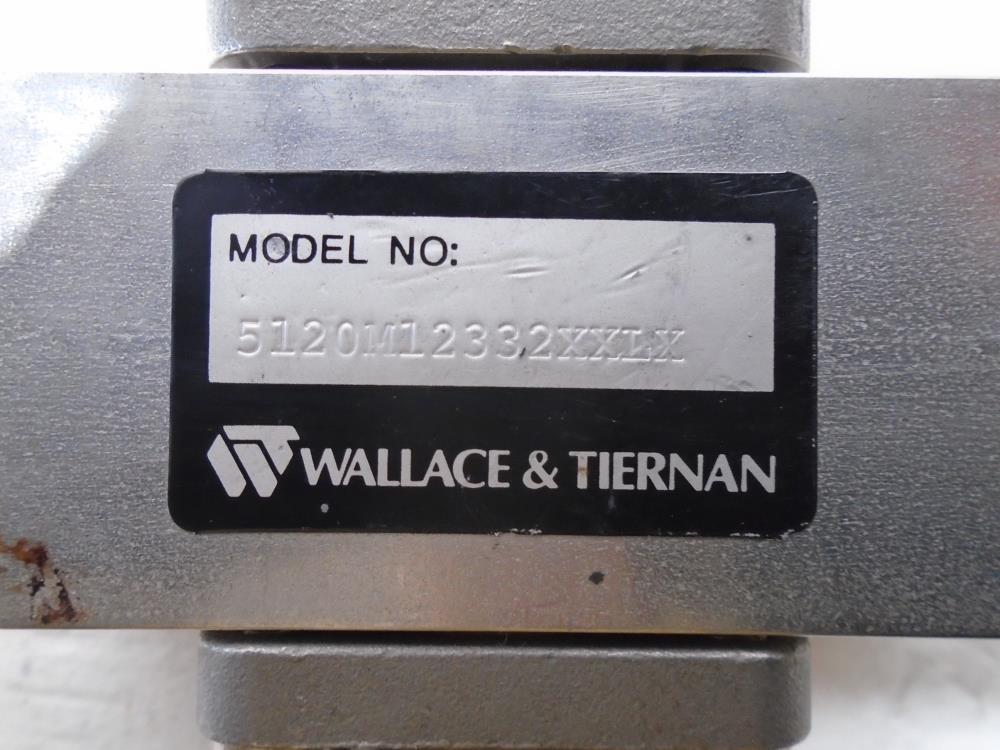 MODEL NO:
5120M12332XXLX
WALLACE & TIERNAN